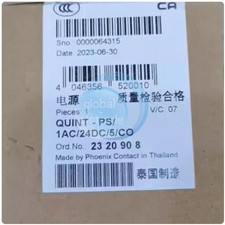 CCC
CA
Sno 0000064315
Date 2023-06-30
4 046356 520010
电源 质量检验合格
Pieces: 1 V/C. 07
QUINT - PS/
1AC/24DC/5/CO
Ord No. 23 20 90 8
Made by Phoenix Contact in Thailand
泰国制造
global